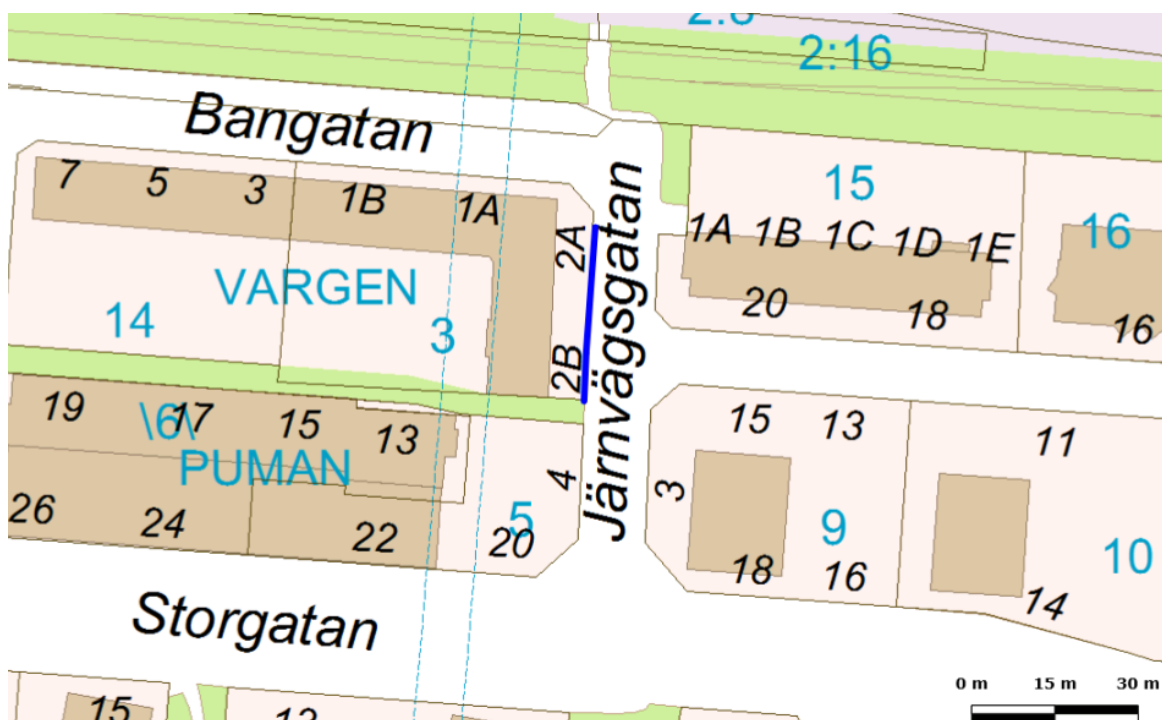 2:16
Bangatan
7 5 3 1B 1A
15
1A 1B 1C 1D 1E
16
2A
Järnvägsgatan
VARGEN
14
3
20 18
16
2B
19 17 15 13
\6\
PUMAN
15 13
11
4
3
5
9
10
26 24 22 20
18 16
14
Storgatan
0 m 15 m 30 m
15